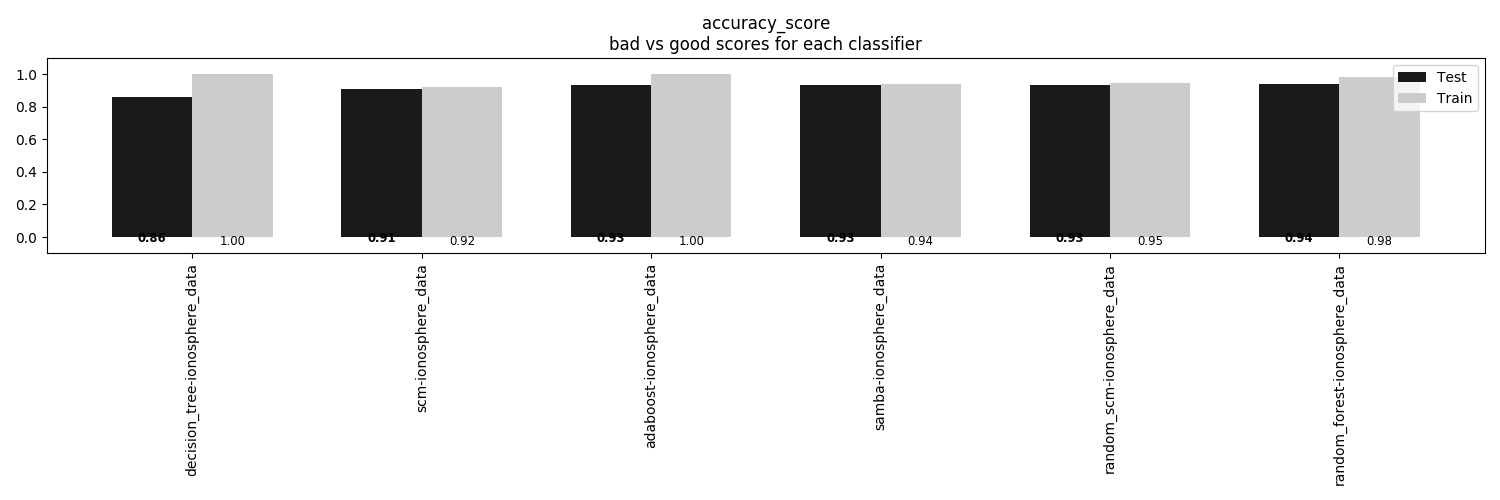 accuracy_score
bad vs good scores for each classifier
1.0
0.8
0.6
0.4
0.2
0.0
Test
Train
0.86
1.00
0.91
0.92
0.93
1.00
0.93
0.94
0.93
0.95
0.94
0.98
decision_tree-ionosphere_data
scm-ionosphere_data
adaboost-ionosphere_data
samba-ionosphere_data
random_scm-ionosphere_data
random_forest-ionosphere_data